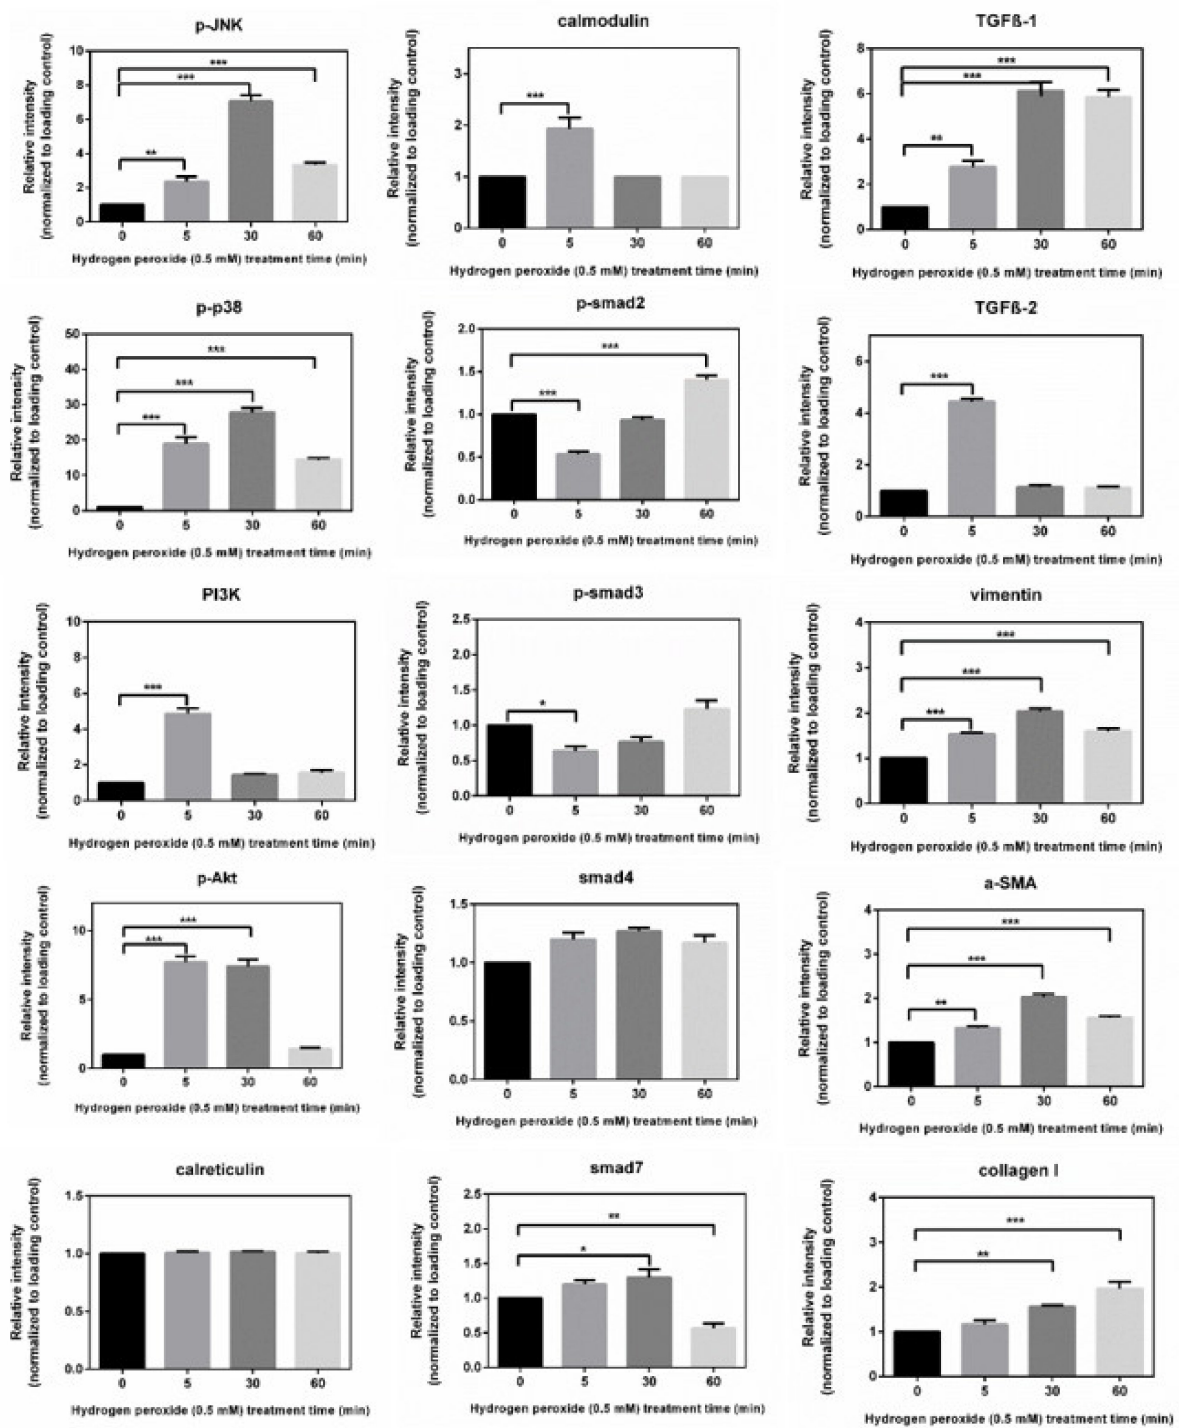 p-JNK
Relative intensity
(normalized to loading control)
10
8
6
4
2
0
***
***
**
0 5 30 60
Hydrogen peroxide (0.5 mM) treatment time (min)
calmodulin
Relative intensity
(normalized to loading control)
3
2
1
0
***
0 5 30 60
Hydrogen peroxide (0.5 mM) treatment time (min)
TGFß-1
Relative intensity
(normalized to loading control)
8
6
4
2
0
***
***
**
0 5 30 60
Hydrogen peroxide (0.5 mM) treatment time (min)
p-p38
Relative intensity
(normalized to loading control)
50
40
30
20
10
0
***
***
***
0 5 30 60
Hydrogen peroxide (0.5 mM) treatment time (min)
p-smad2
Relative intensity
(normalized to loading control)
2.0
1.5
1.0
0.5
0.0
***
***
0 5 30 60
Hydrogen peroxide (0.5 mM) treatment time (min)
TGFß-2
Relative intensity
(normalized to loading control)
6
4
2
0
***
0 5 30 60
Hydrogen peroxide (0.5 mM) treatment time (min)
PI3K
Relative intensity
(normalized to loading control)
10
8
6
4
2
0
***
0 5 30 60
Hydrogen peroxide (0.5 mM) treatment time (min)
p-smad3
Relative intensity
(normalized to loading control)
2.5
2.0
1.5
1.0
0.5
0.0
*
0 5 30 60
Hydrogen peroxide (0.5 mM) treatment time (min)
vimentin
Relative intensity
(normalized to loading control)
4
3
2
1
0
***
***
***
0 5 30 60
Hydrogen peroxide (0.5 mM) treatment time (min)
p-Akt
Relative intensity
(normalized to loading control)
10
5
0
***
***
0 5 30 60
Hydrogen peroxide (0.5 mM) treatment time (min)
smad4
Relative intensity
(normalized to loading control)
1.5
1.0
0.5
0.0
0 5 30 60
Hydrogen peroxide (0.5 mM) treatment time (min)
a-SMA
Relative intensity
(normalized to loading control)
4
3
2
1
0
***
***
**
0 5 30 60
Hydrogen peroxide (0.5 mM) treatment time (min)
calreticulin
Relative intensity
(normalized to loading control)
1.5
1.0
0.5
0.0
0 5 30 60
Hydrogen peroxide (0.5 mM) treatment time (min)
smad7
Relative intensity
(normalized to loading control)
2.5
2.0
1.5
1.0
0.5
0.0
**
*
0 5 30 60
Hydrogen peroxide (0.5 mM) treatment time (min)
collagen I
Relative intensity
(normalized to loading control)
4
3
2
1
0
***
**
0 5 30 60
Hydrogen peroxide (0.5 mM) treatment time (min)